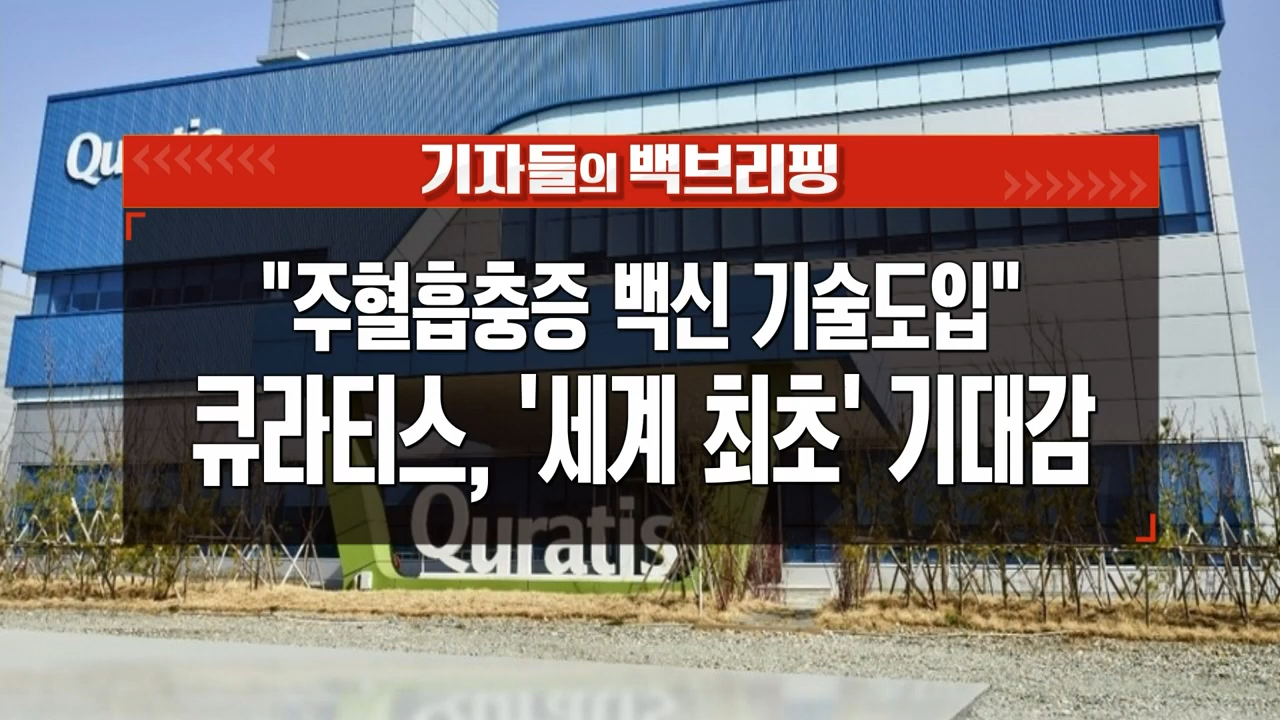 Quratis
기자들의 백브리핑
"주혈흡충증 백신 기술도입"
큐라티스, '세계 최초' 기대감
Quratis